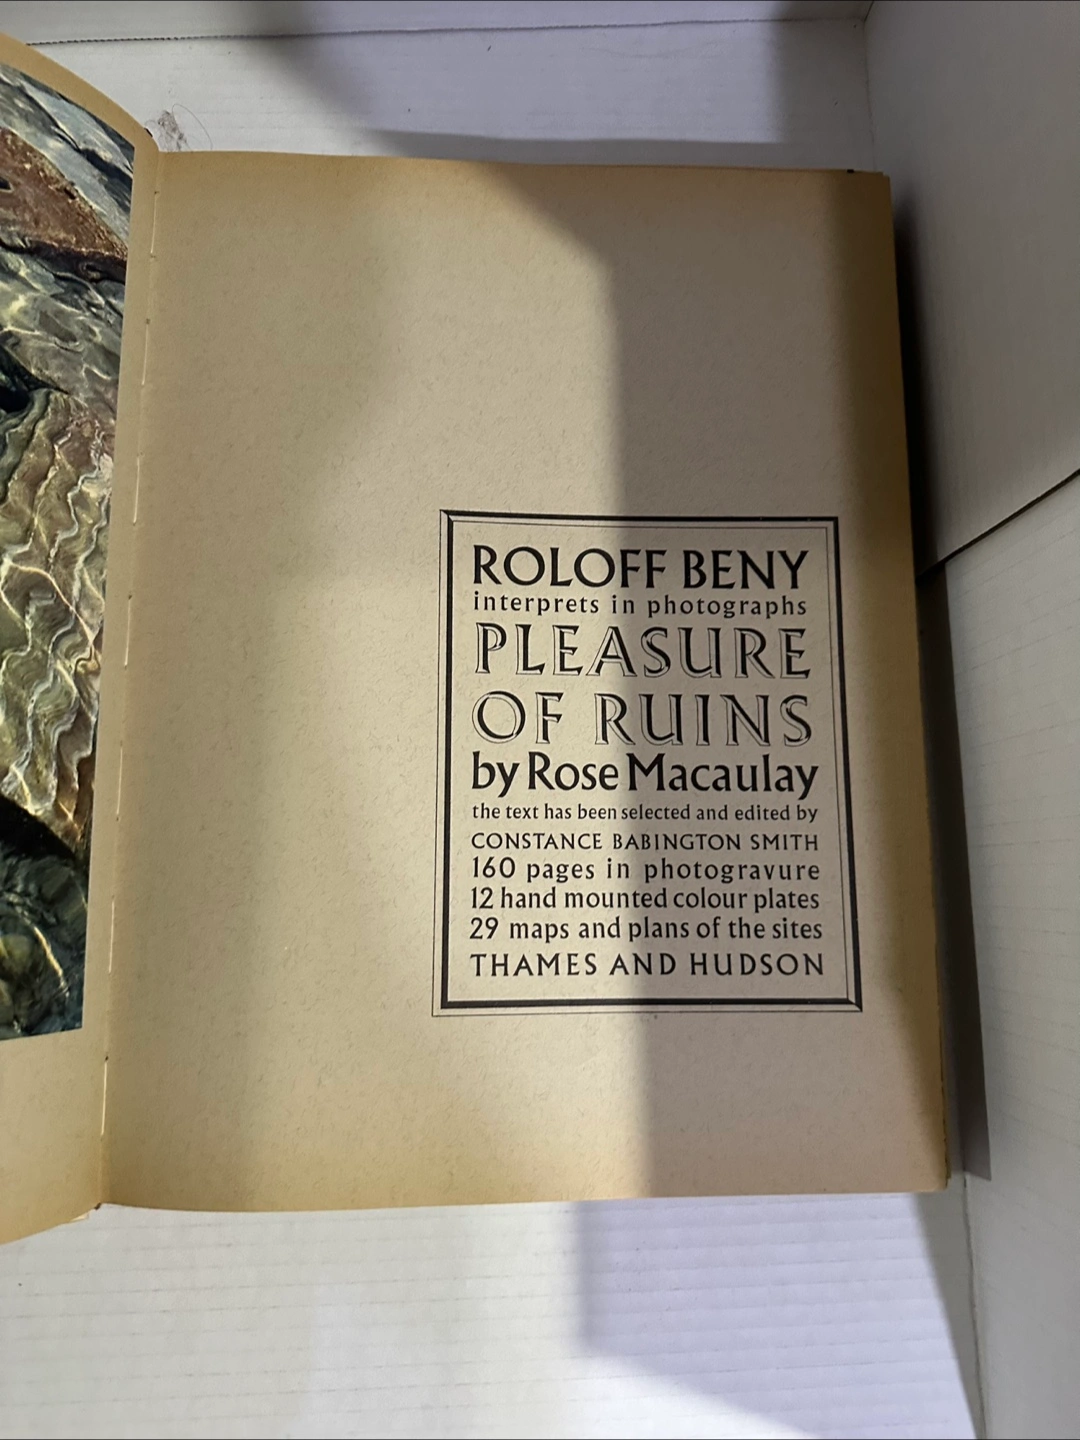 ROLOFF BENY
interprets in photographs
PLEASURE
OF RUINS
by Rose Macaulay
the text has been selected and edited by
CONSTANCE BABINGTON SMITH
160 pages in photogravure
12 hand mounted colour plates
29 maps and plans of the sites
THAMES AND HUDSON